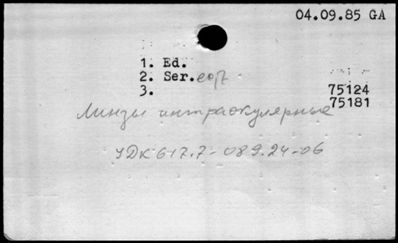 04.09.85 GA
1. Ed.
2. Ser.
3. 75124
75181
Линзы интраокулярные
УДК 617.7-089.24-06